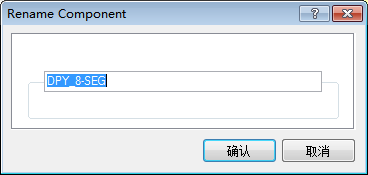 Rename Component
DPY_8-SEG
确认 取消